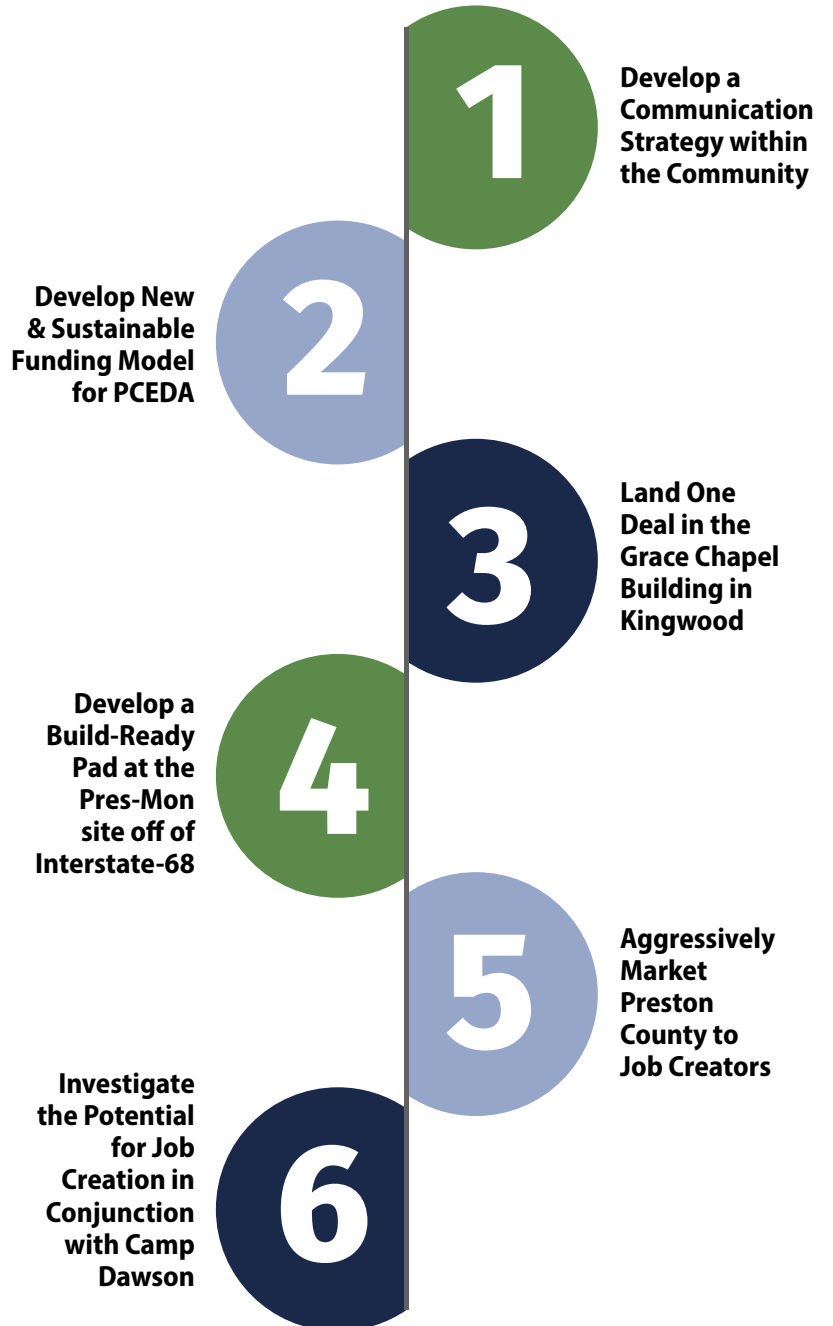 1
Develop a
Communication
Strategy within
the Community
2
Develop New
& Sustainable
Funding Model
for PCEDA
3
Land One
Deal in the
Grace Chapel
Building in
Kingwood
4
Develop a
Build-Ready
Pad at the
Pres-Mon
site off of
Interstate-68
5
Aggressively
Market
Preston
County to
Job Creators
6
Investigate
the Potential
for Job
Creation in
Conjunction
with Camp
Dawson